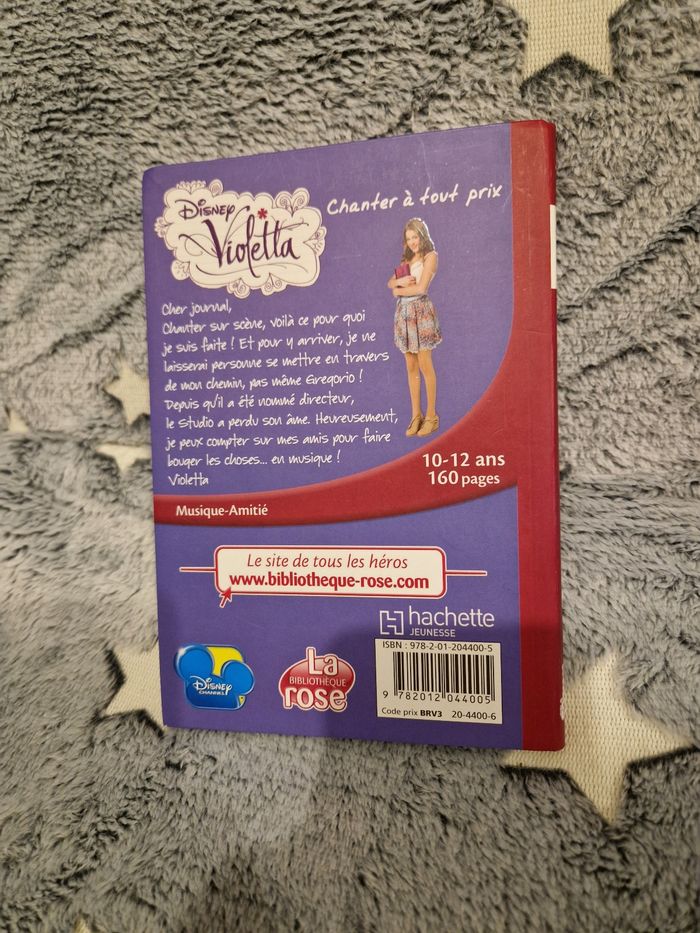 Disney
Violetta
Chanter à tout prix
Cher journal,
Chanter sur scène, voilà ce pour quoi
je suis faite ! Et pour y arriver, je ne
laisserai personne se mettre en travers
de mon chemin, pas même Gregorio !
Depuis qu'il a été nommé directeur,
le Studio a perdu son âme. Heureusement,
je peux compter sur mes amis pour faire
bouger les choses... en musique !
Violetta
10-12 ans
160 pages
Musique-Amitié
Le site de tous les héros
www.bibliotheque-rose.com
hachette
JEUNESSE
ISBN : 978-2-01-204400-5
9 782012 044005
Code prix BRV3 20-4400-6
Disney
CHANNEL
La
BIBLIOTHÈQUE
rose